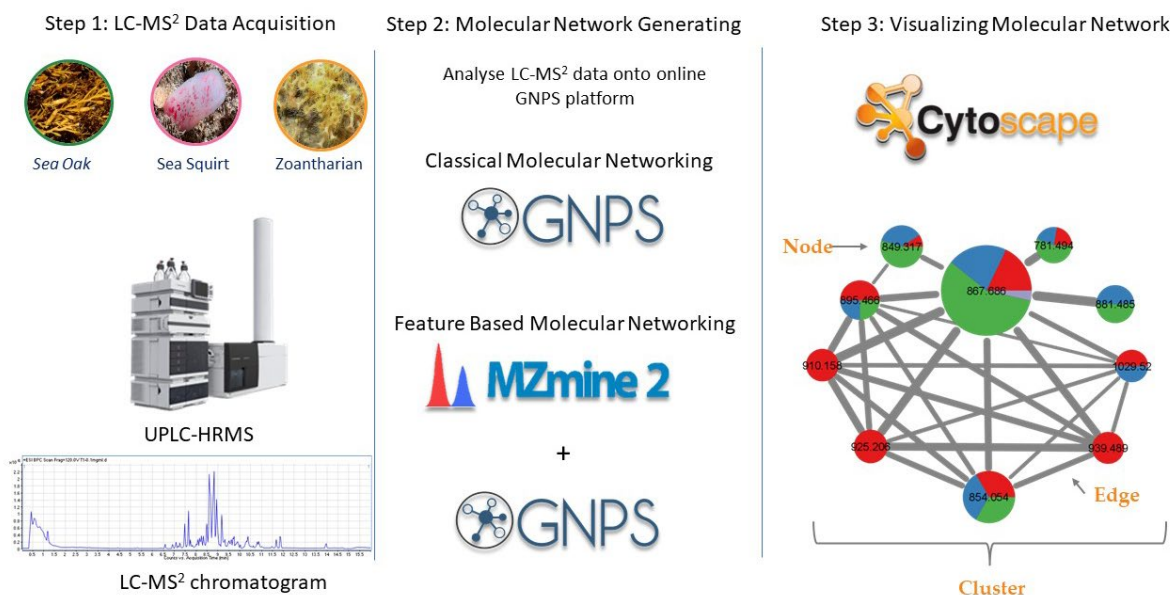 Step 1: LC-MS² Data Acquisition
Sea Oak
Sea Squirt
Zoantharian
UPLC-HRMS
LC-MS² chromatogram
Step 2: Molecular Network Generating
Analyse LC-MS² data onto online
GNPS platform
Classical Molecular Networking
GNPS
Feature Based Molecular Networking
MZmine 2
+
GNPS
Step 3: Visualizing Molecular Network
Cytoscape
Node
849.317
781.494
867.686
895.466
881.485
910.158
1029.52
925.206
939.489
854.054
Edge
Cluster